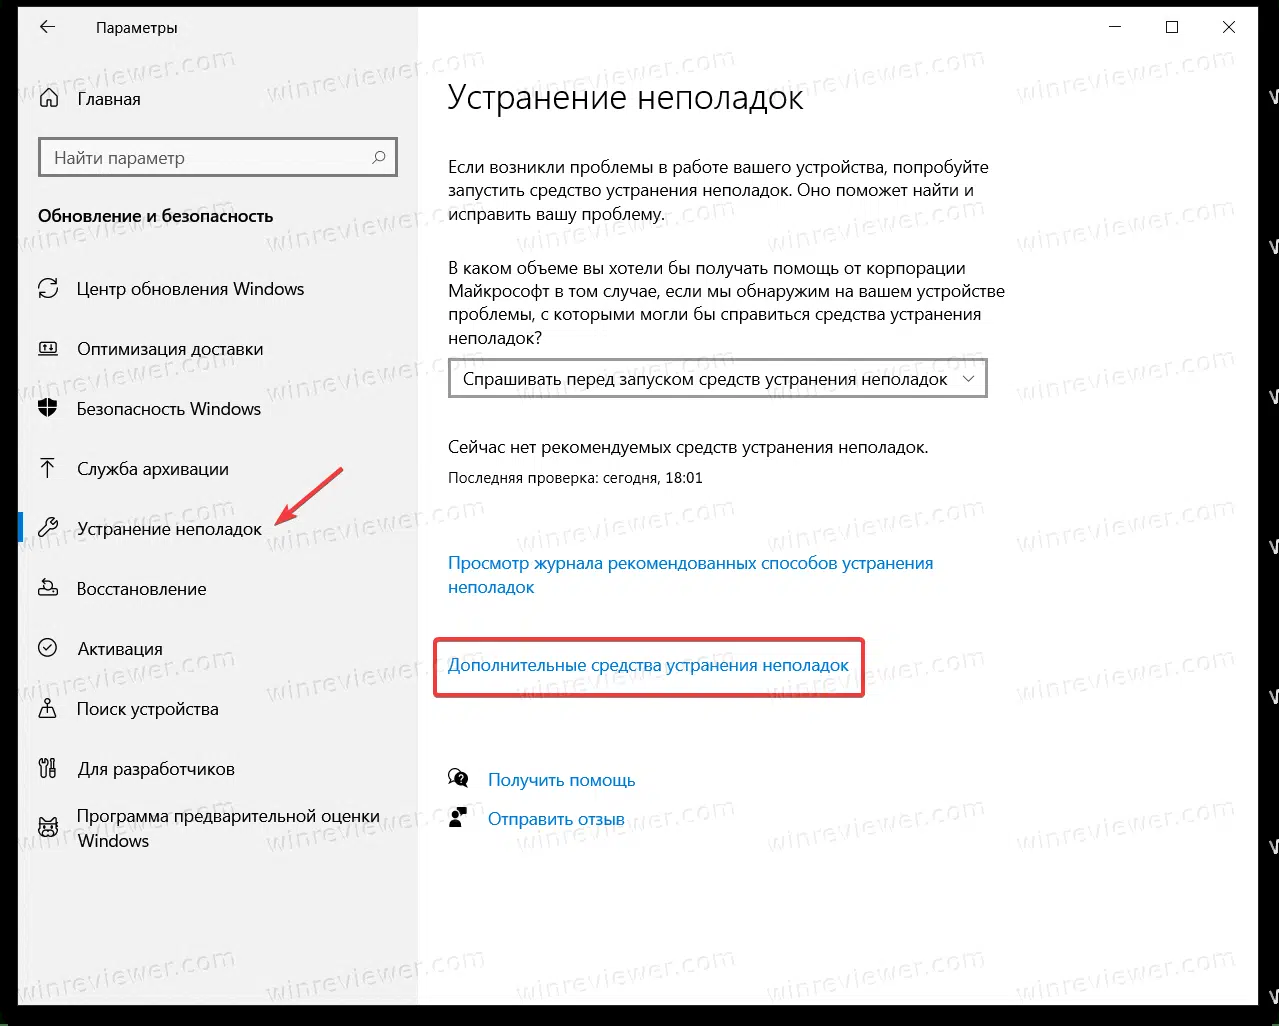 Параметры
Главная
Найти параметр
Обновление и безопасность
Центр обновления Windows
Оптимизация доставки
Безопасность Windows
Служба архивации
Устранение неполадок
Восстановление
Активация
Поиск устройства
Для разработчиков
Программа предварительной оценки
Windows
Устранение неполадок
Если возникли проблемы в работе вашего устройства, попробуйте
запустить средство устранения неполадок. Оно поможет найти и
исправить вашу проблему.
В каком объеме вы хотели бы получать помощь от корпорации
Майкрософт в том случае, если мы обнаружим на вашем устройстве
проблемы, с которыми могли бы справиться средства устранения
неполадок?
Спрашивать перед запуском средств устранения неполадок
Сейчас нет рекомендуемых средств устранения неполадок.
Последняя проверка: сегодня, 18:01
Просмотр журнала рекомендованных способов устранения
неполадок
Дополнительные средства устранения неполадок
Получить помощь
Отправить отзыв
winreviewer.com